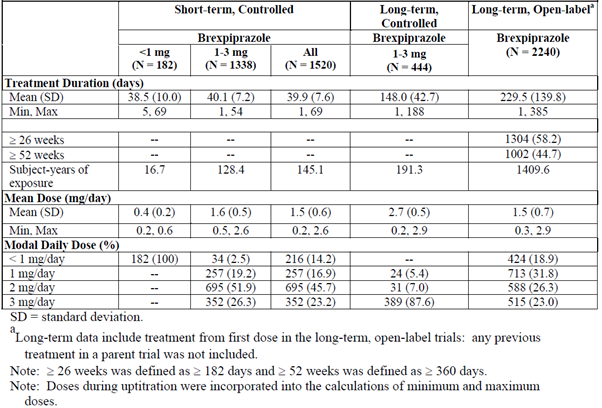 Short-term, Controlled Long-term, Controlled Long-term, Open-labelᵃ
Brexpiprazole Brexpiprazole Brexpiprazole
<1 mg (N = 182) 1-3 mg (N = 1338) All (N = 1520) 1-3 mg (N = 444) (N = 2240)
Treatment Duration (days)
Mean (SD) 38.5 (10.0) 40.1 (7.2) 39.9 (7.6) 148.0 (42.7) 229.5 (139.8)
Min, Max 5, 69 1, 54 1, 69 1, 188 1, 385
≥ 26 weeks -- -- -- -- 1304 (58.2)
≥ 52 weeks -- -- -- -- 1002 (44.7)
Subject-years of exposure 16.7 128.4 145.1 191.3 1409.6
Mean Dose (mg/day)
Mean (SD) 0.4 (0.2) 1.6 (0.5) 1.5 (0.6) 2.7 (0.5) 1.5 (0.7)
Min, Max 0.2, 0.6 0.5, 2.6 0.2, 2.6 0.2, 2.9 0.3, 2.9
Modal Daily Dose (%)
< 1 mg/day 182 (100) 34 (2.5) 216 (14.2) -- 424 (18.9)
1 mg/day -- 257 (19.2) 257 (16.9) 24 (5.4) 713 (31.8)
2 mg/day -- 695 (51.9) 695 (45.7) 31 (7.0) 588 (26.3)
3 mg/day -- 352 (26.3) 352 (23.2) 389 (87.6) 515 (23.0)
SD = standard deviation.
ᵃLong-term data include treatment from first dose in the long-term, open-label trials: any previous
treatment in a parent trial was not included.
Note: ≥ 26 weeks was defined as ≥ 182 days and ≥ 52 weeks was defined as ≥ 360 days.
Note: Doses during uptitration were incorporated into the calculations of minimum and maximum
doses.